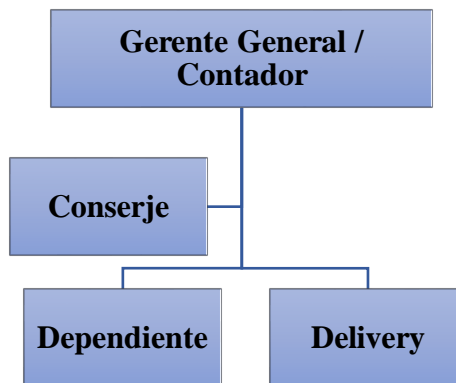 Gerente General /
Contador
Conserje
Dependiente
Delivery